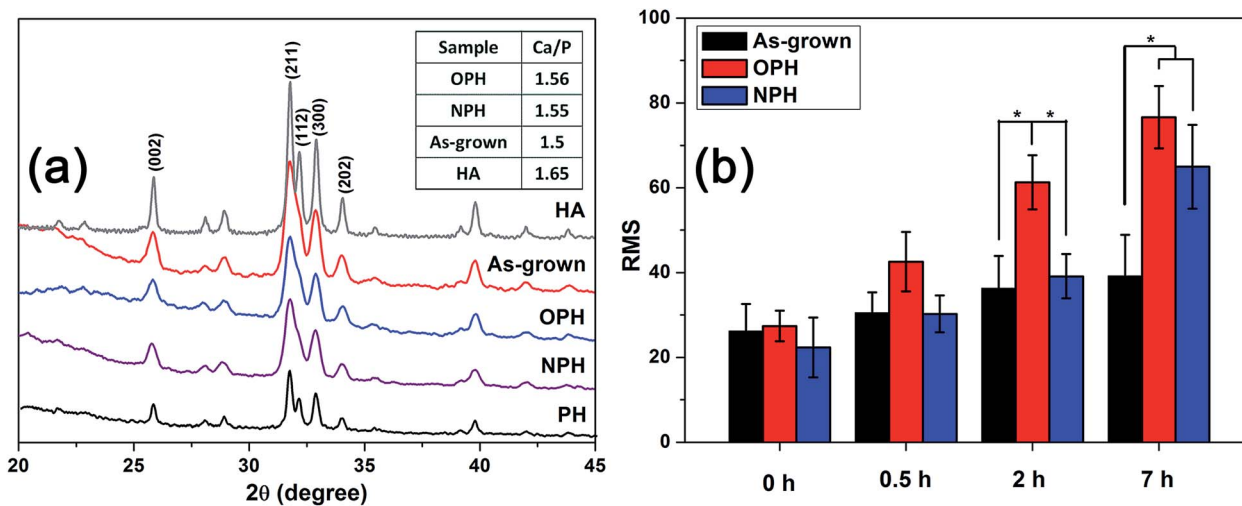 (a)
(002)
(211)
(112)
(300)
(202)
Sample Ca/P
OPH 1.56
NPH 1.55
As-grown 1.5
HA 1.65
HA
As-grown
OPH
NPH
PH
20 25 30 35 40 45
2θ (degree)
(b)
As-grown
OPH
NPH
*
* *
RMS
100
80
60
40
20
0
0 h 0.5 h 2 h 7 h